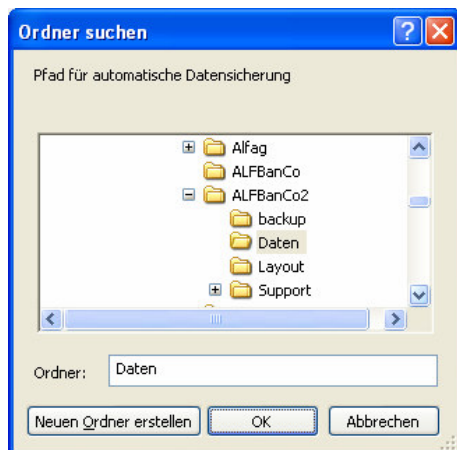 Ordner suchen
Pfad für automatische Datensicherung
Alfag
ALFBanCo
ALFBanCo2
backup
Daten
Layout
Support
Ordner: Daten
Neuen Ordner erstellen OK Abbrechen